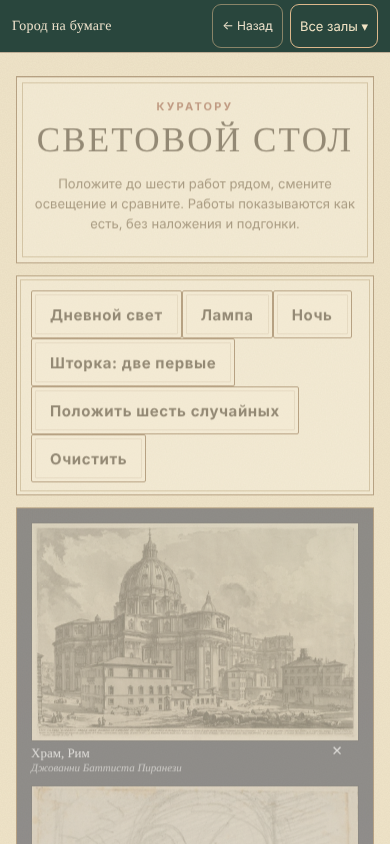 Город на бумаге
← Назад
Все залы ▾
КУРАТОРУ
СВЕТОВОЙ СТОЛ
Положите до шести работ рядом, смените
освещение и сравните. Работы показываются как
есть, без наложения и подгонки.
Дневной свет
Лампа
Ночь
Шторка: две первые
Положить шесть случайных
Очистить
Храм, Рим
✕
Джованни Баттиста Пиранези